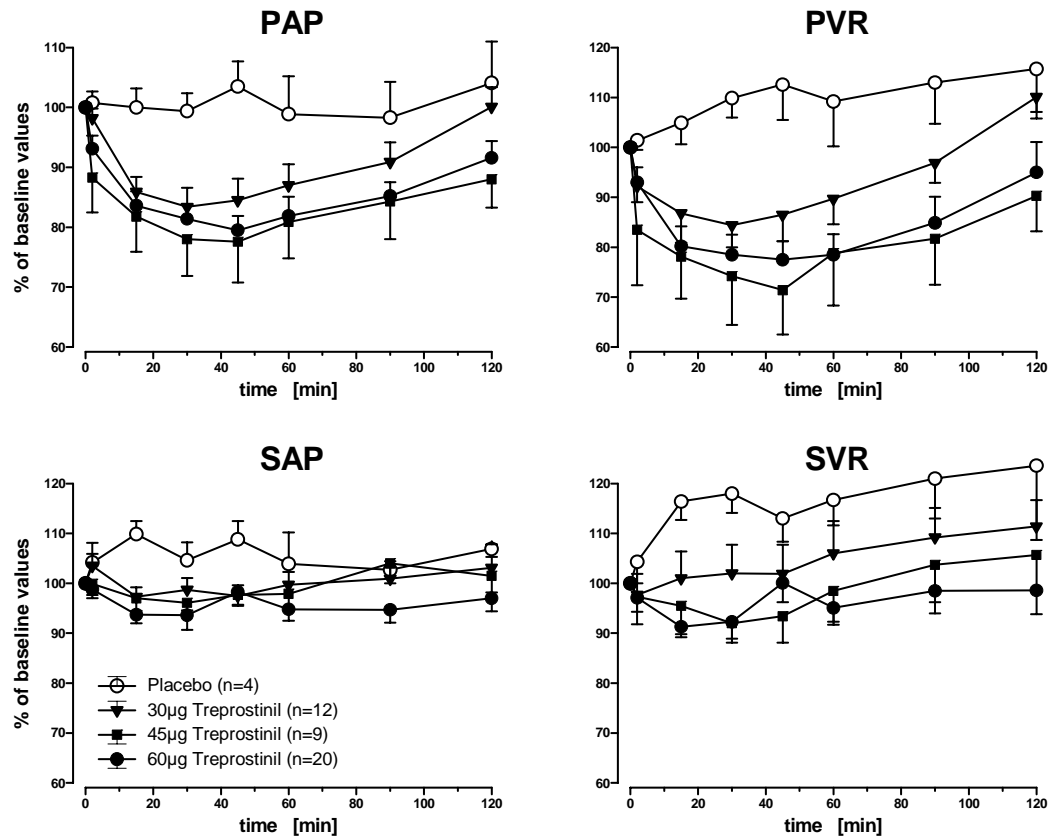 PAP
% of baseline values
110
100
90
80
70
60
0 20 40 60 80 100 120
time [min]
PVR
120
110
100
90
80
70
60
0 20 40 60 80 100 120
time [min]
SAP
% of baseline values
120
110
100
90
80
70
60
Placebo (n=4)
30µg Treprostinil (n=12)
45µg Treprostinil (n=9)
60µg Treprostinil (n=20)
0 20 40 60 80 100 120
time [min]
SVR
120
110
100
90
80
70
60
0 20 40 60 80 100 120
time [min]